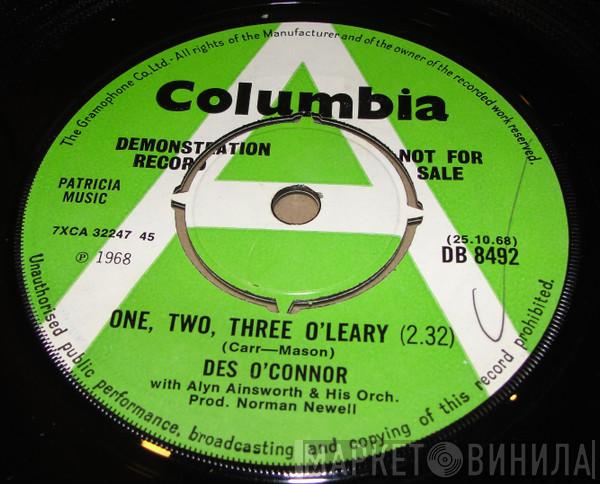 The Gramophone Co. Ltd.- All rights of the Manufacturer and of the owner of the recorded work reserved.
Columbia
DEMONSTRATION
RECORD
NOT FOR
SALE
PATRICIA
MUSIC
7XCA 32247 45
℗ 1968
(25.10.68)
DB 8492
ONE, TWO, THREE O'LEARY (2.32)
(Carr—Mason)
DES O'CONNOR
with Alyn Ainsworth & His Orch.
Prod. Norman Newell
Unauthorised public performance, broadcasting and copying of this record prohibited.
МАРКЕТ ВИНИЛА